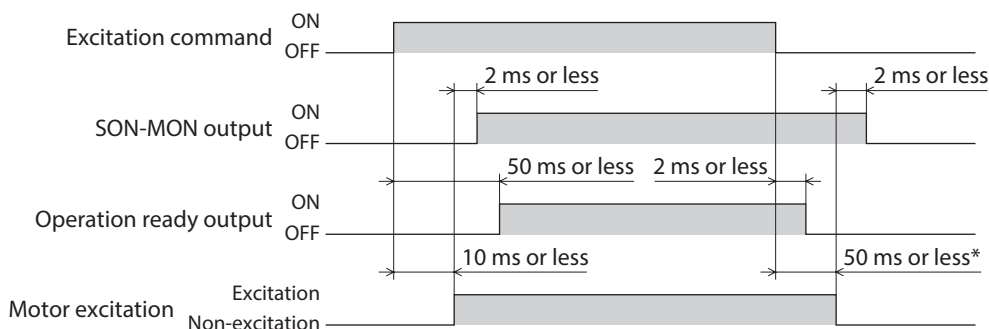 Excitation command
ON
OFF
2 ms or less
2 ms or less
SON-MON output
ON
OFF
50 ms or less
2 ms or less
Operation ready output
ON
OFF
10 ms or less
50 ms or less*
Motor excitation
Excitation
Non-excitation